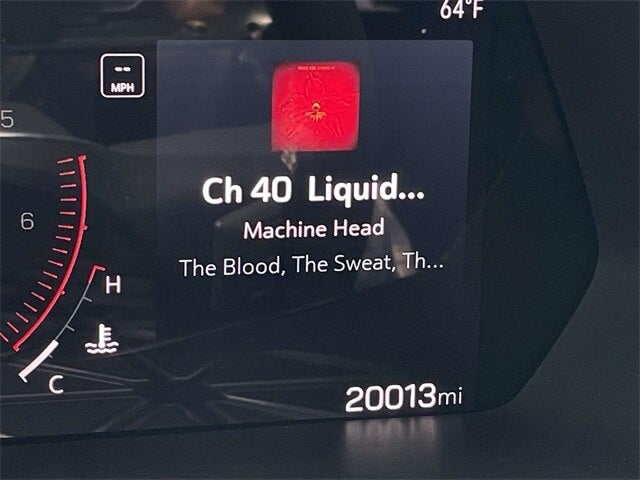 64°F
--
MPH
5
Ch 40 Liquid...
6
Machine Head
The Blood, The Sweat, Th...
H
C
20013mi